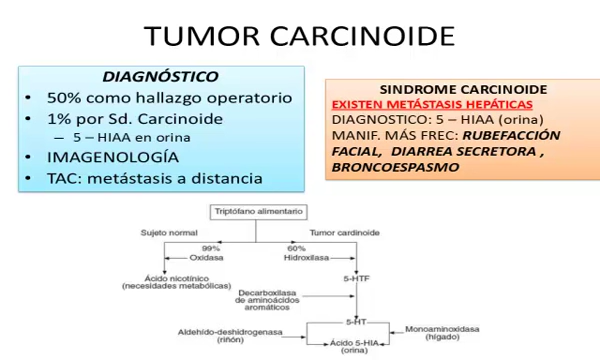 TUMOR CARCINOIDE
DIAGNÓSTICO
• 50% como hallazgo operatorio
• 1% por Sd. Carcinoide
– 5 – HIAA en orina
• IMAGENOLOGÍA
• TAC: metástasis a distancia
SINDROME CARCINOIDE
EXISTEN METÁSTASIS HEPÁTICAS
DIAGNOSTICO: 5 – HIAA (orina)
MANIF. MÁS FREC: RUBEFACCIÓN
FACIAL, DIARREA SECRETORA ,
BRONCOESPASMO
Triptófano alimentario
Sujeto normal
Tumor cardinoide
99%
60%
Oxidasa
Hidroxilasa
Ácido nicotínico
(necesidades metabólicas)
5-HTF
Decarboxilasa
de aminoácidos
aromáticos
5-HT
Aldehído-deshidrogenasa
(riñón)
Monoaminoxidasa
(hígado)
Ácido 5-HIA
(orina)